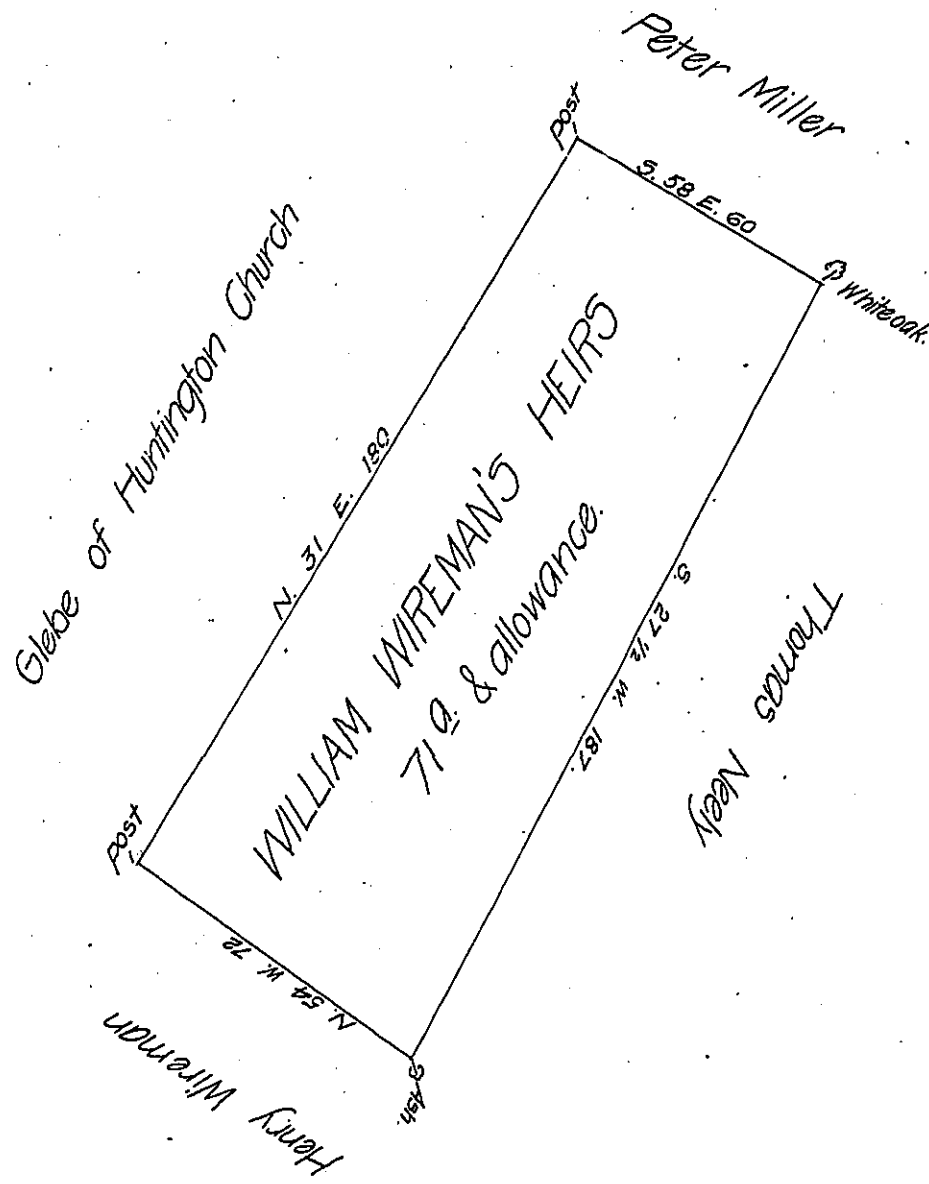 Peter Miller
Post
S. 58 E. 60
Whiteoak.
Glebe of Huntington Church
N. 31 E. 180
WILLIAM WIREMAN'S HEIRS
71 a. & allowance.
S. 27 1/2 W. 187.
Thomas Neely
Post
N. 54 W. 72
Ash.
Henry Wireman